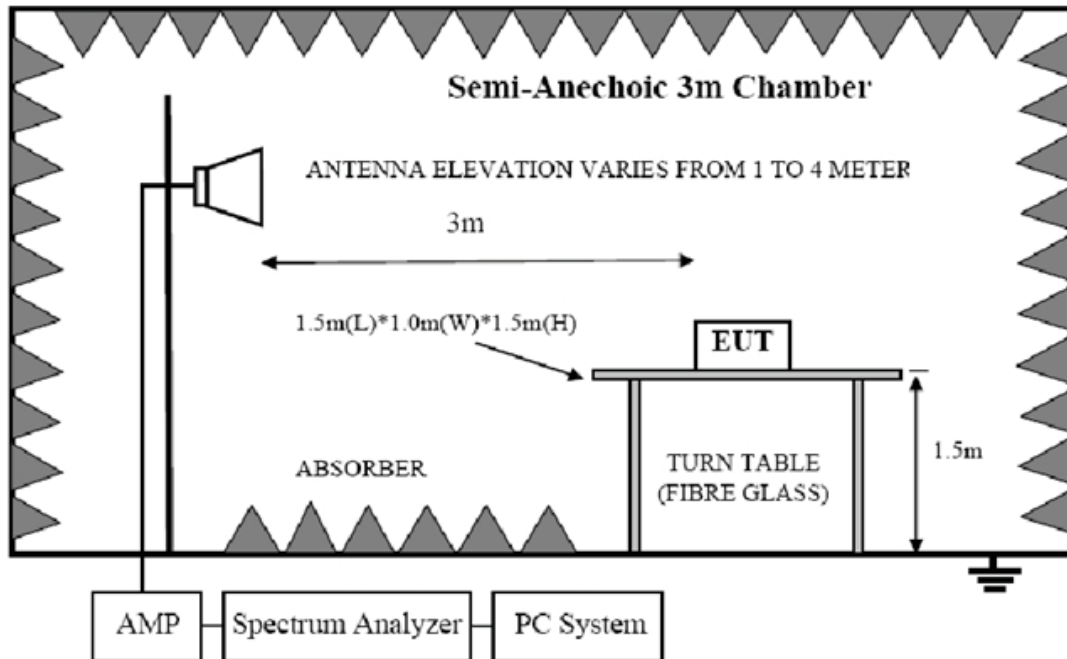 Semi-Anechoic 3m Chamber
ANTENNA ELEVATION VARIES FROM 1 TO 4 METER
3m
1.5m(L)*1.0m(W)*1.5m(H)
EUT
1.5m
ABSORBER
TURN TABLE
(FIBRE GLASS)
AMP
Spectrum Analyzer
PC System